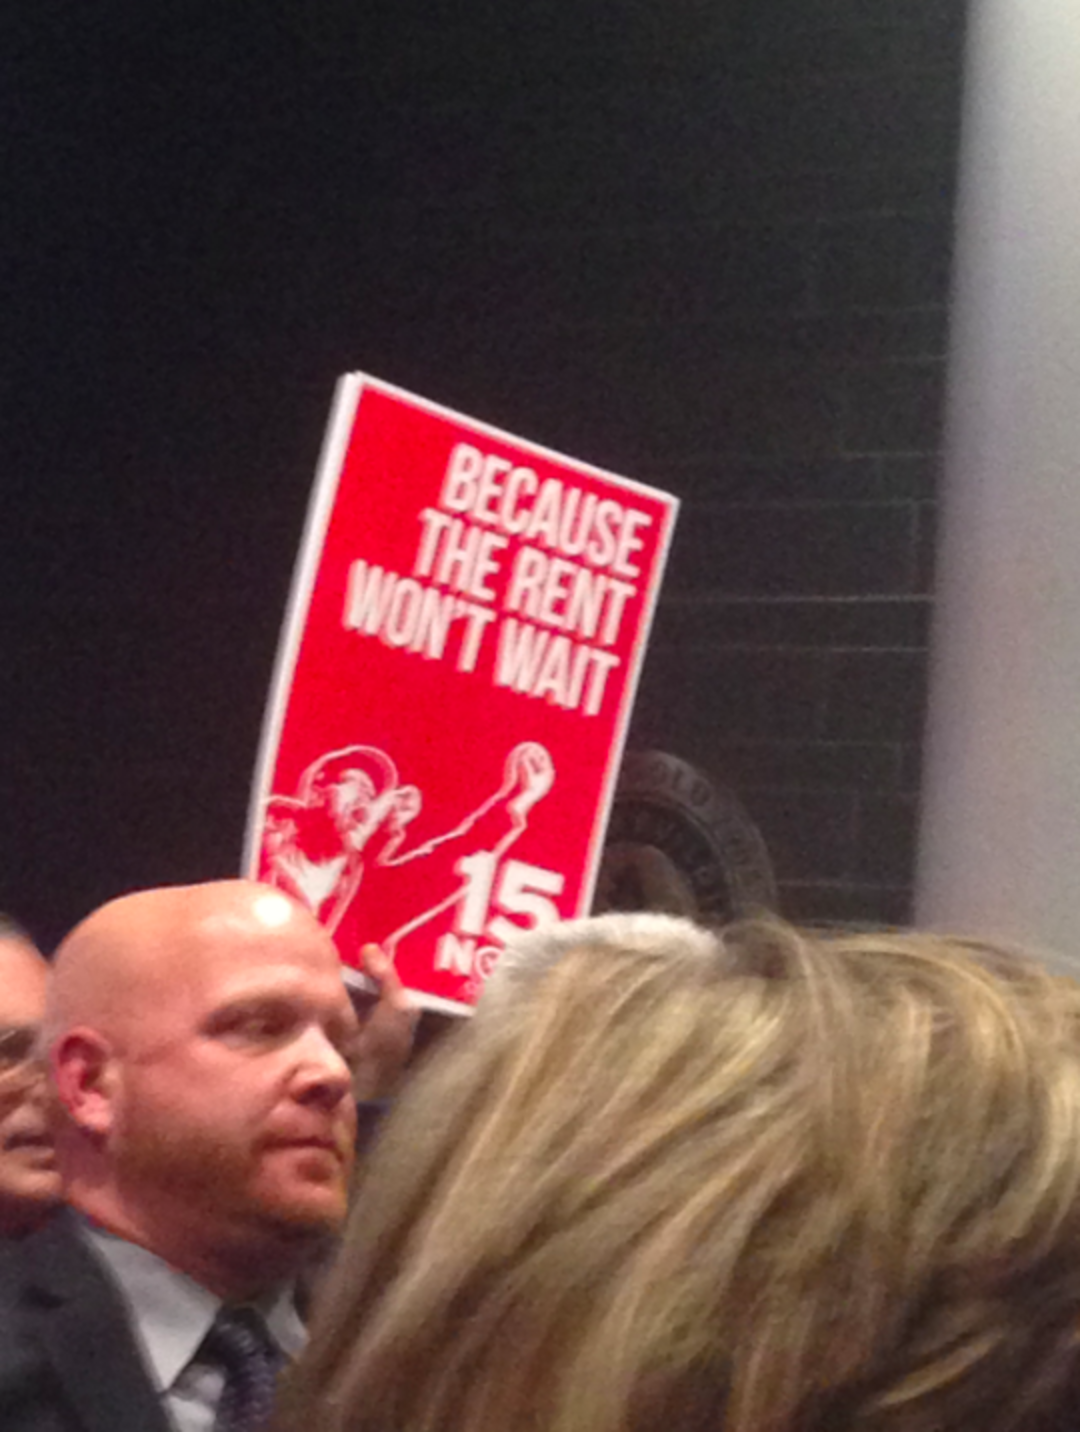 BECAUSE
THE RENT
WON'T WAIT
15